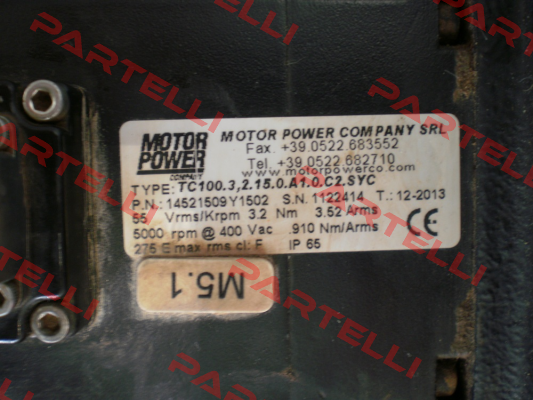 MOTOR POWER COMPANY
MOTOR POWER COMPANY SRL
Fax. +39.0522.683552
Tel. +39.0522.682710
www.motorpowerco.com
TYPE: TC100.3,2.15.0.A1.0.C2.SYC
P.N.: 14521509Y1502 S.N.: 1122414 T.: 12-2013
55 Vrms/Krpm 3.2 Nm 3.52 Arms
5000 rpm @ 400 Vac .910 Nm/Arms
275 E max rms cl: F IP 65
CE
M5.1
PARTELLI
PARTELLI
PARTELLI
PARTELLI
PARTELLI
PARTELLI